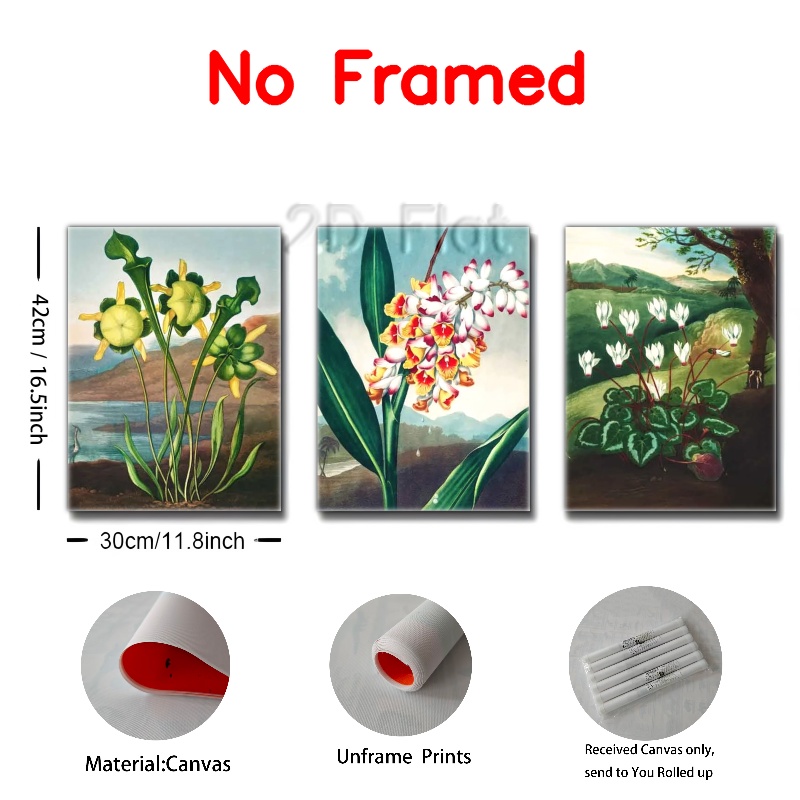 No Framed
2D Flat
42cm / 16.5inch
30cm/11.8inch
Material:Canvas
Unframe Prints
Received Canvas only,
send to You Rolled up